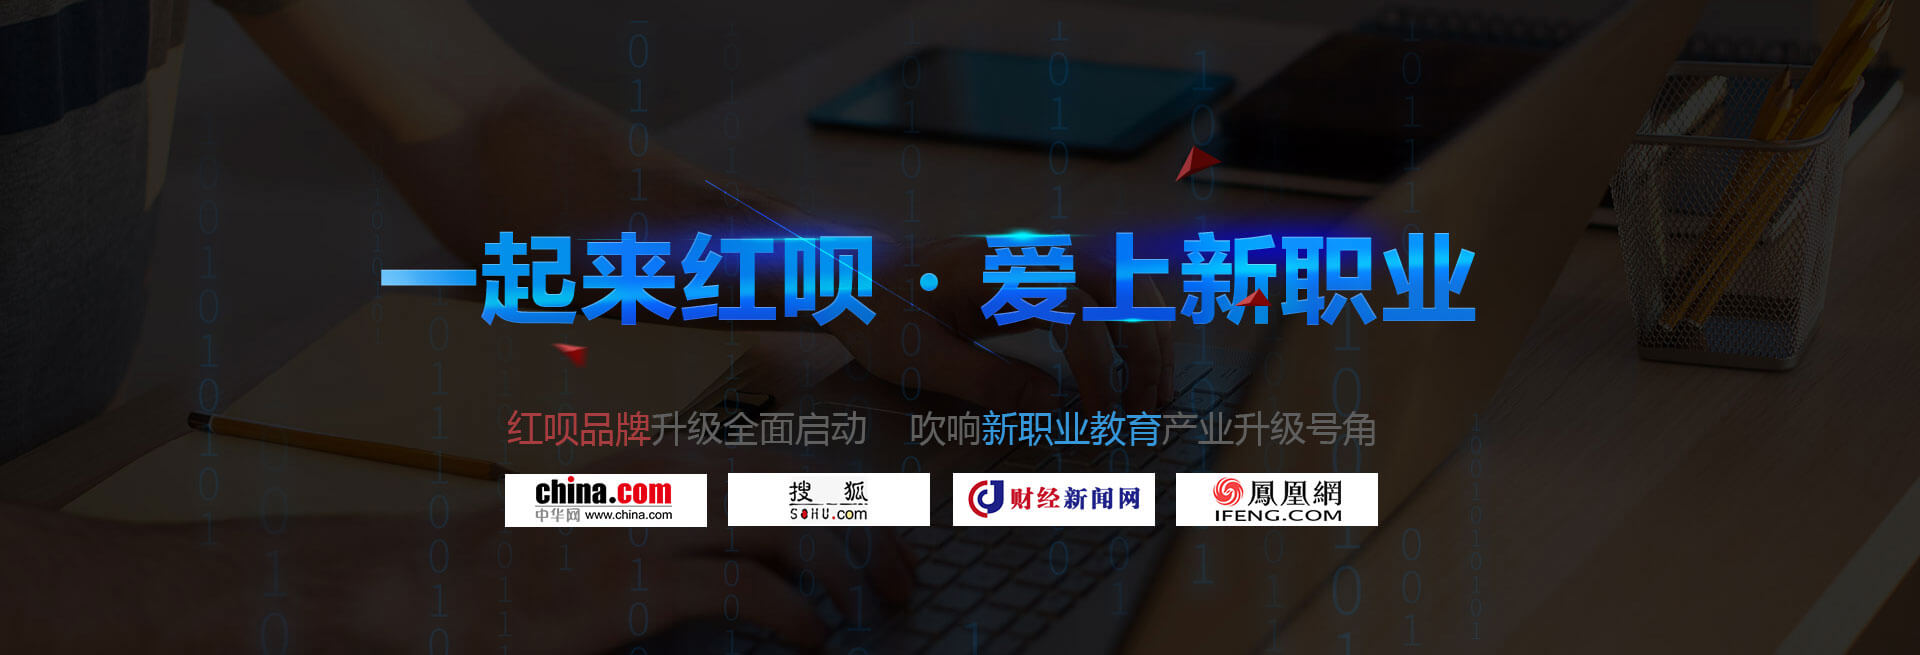 一起来红呗·爱上新职业
红呗品牌升级全面启动 吹响新职业教育产业升级号角
china.com
中华网 www.china.com
搜狐
SOHU.com
财经新闻网
鳳凰網
IFENG.COM